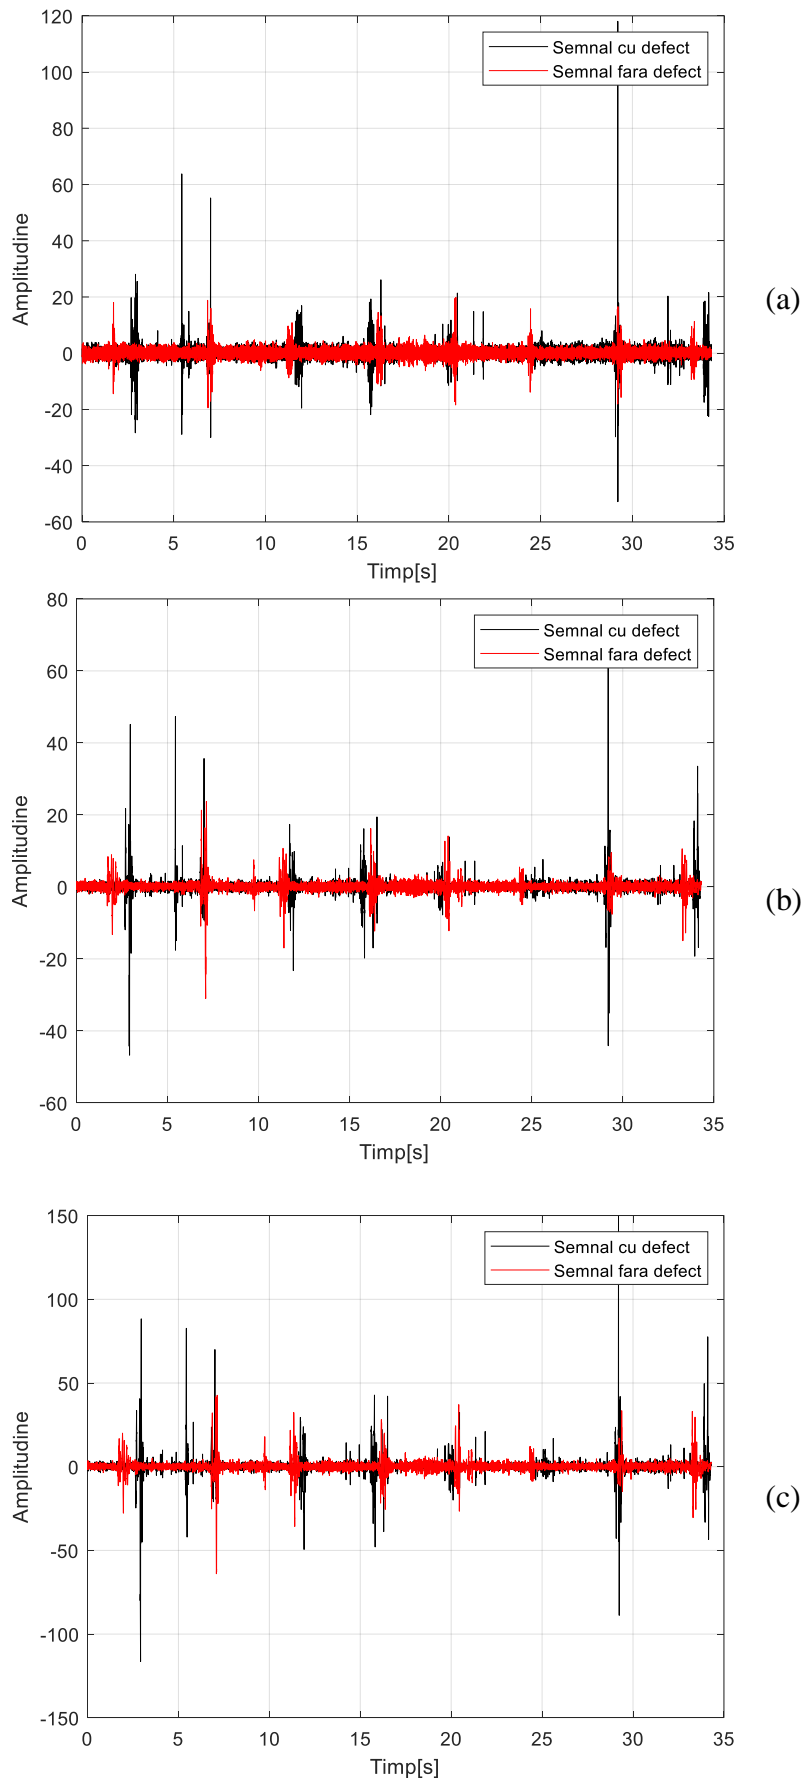 120
100
80
60
40
20
0
-20
-40
-60
Amplitudine
Semnal cu defect
Semnal fara defect
0 5 10 15 20 25 30 35
Timp[s]
(a)
80
60
40
20
0
-20
-40
-60
Amplitudine
Semnal cu defect
Semnal fara defect
0 5 10 15 20 25 30 35
Timp[s]
(b)
150
100
50
0
-50
-100
-150
Amplitudine
Semnal cu defect
Semnal fara defect
0 5 10 15 20 25 30 35
Timp[s]
(c)